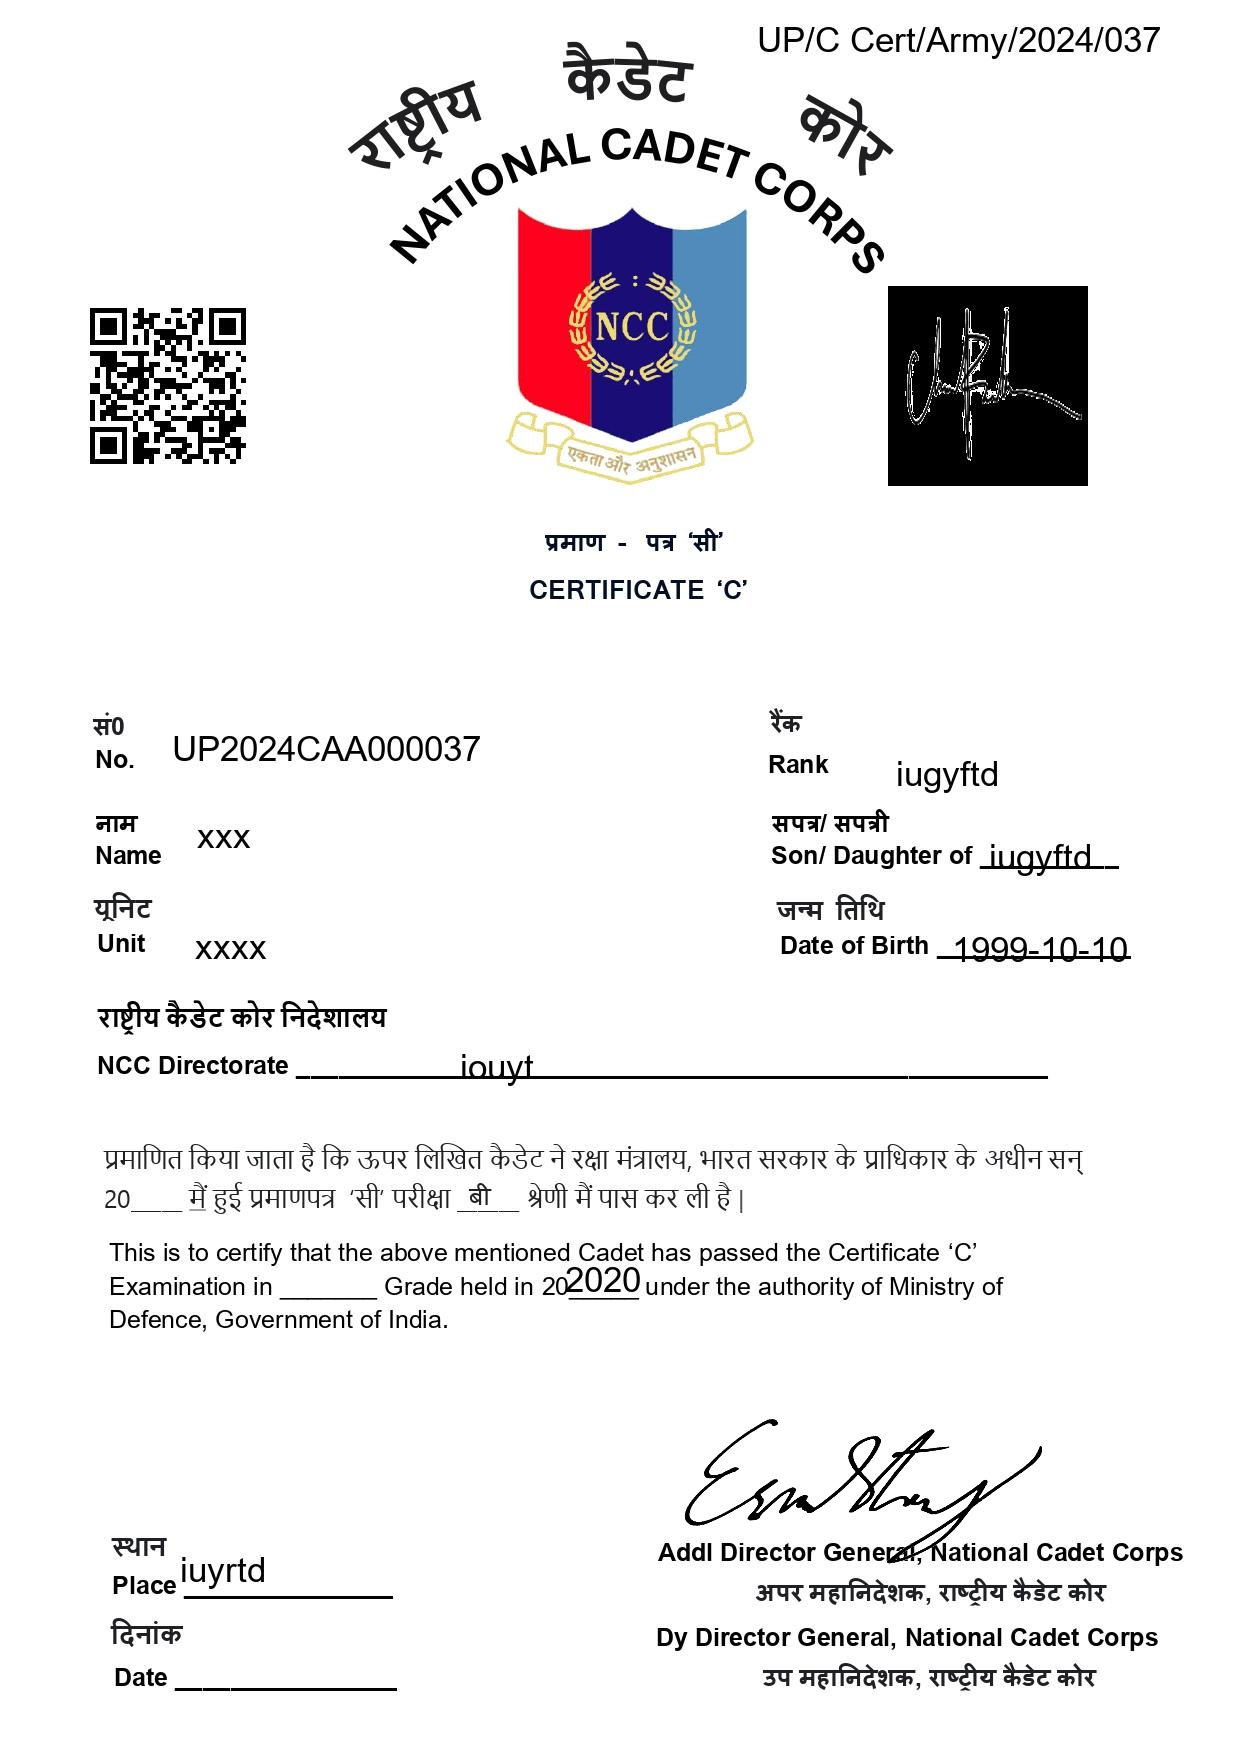 UP/C Cert/Army/2024/037
राष्ट्रीय कैडेट कोर
NATIONAL CADET CORPS
NCC
एकता और अनुशासन
प्रमाण - पत्र ‘सी’
CERTIFICATE ‘C’
सं0
No. UP2024CAA000037
रैंक
Rank iugyftd
नाम
Name xxx
सपत्र/ सपत्री
Son/ Daughter of iugyftd
यूनिट
Unit xxxx
जन्म तिथि
Date of Birth 1999-10-10
राष्ट्रीय कैडेट कोर निदेशालय
NCC Directorate iouyt
प्रमाणित किया जाता है कि ऊपर लिखित कैडेट ने रक्षा मंत्रालय, भारत सरकार के प्राधिकार के अधीन सन्
20____ मैं हुई प्रमाणपत्र ‘सी’ परीक्षा बी श्रेणी मैं पास कर ली है |
This is to certify that the above mentioned Cadet has passed the Certificate ‘C’
Examination in _______ Grade held in 202020 under the authority of Ministry of
Defence, Government of India.
स्थान
Place iuyrtd
दिनांक
Date ________________
Addl Director General, National Cadet Corps
अपर महानिदेशक, राष्ट्रीय कैडेट कोर
Dy Director General, National Cadet Corps
उप महानिदेशक, राष्ट्रीय कैडेट कोर